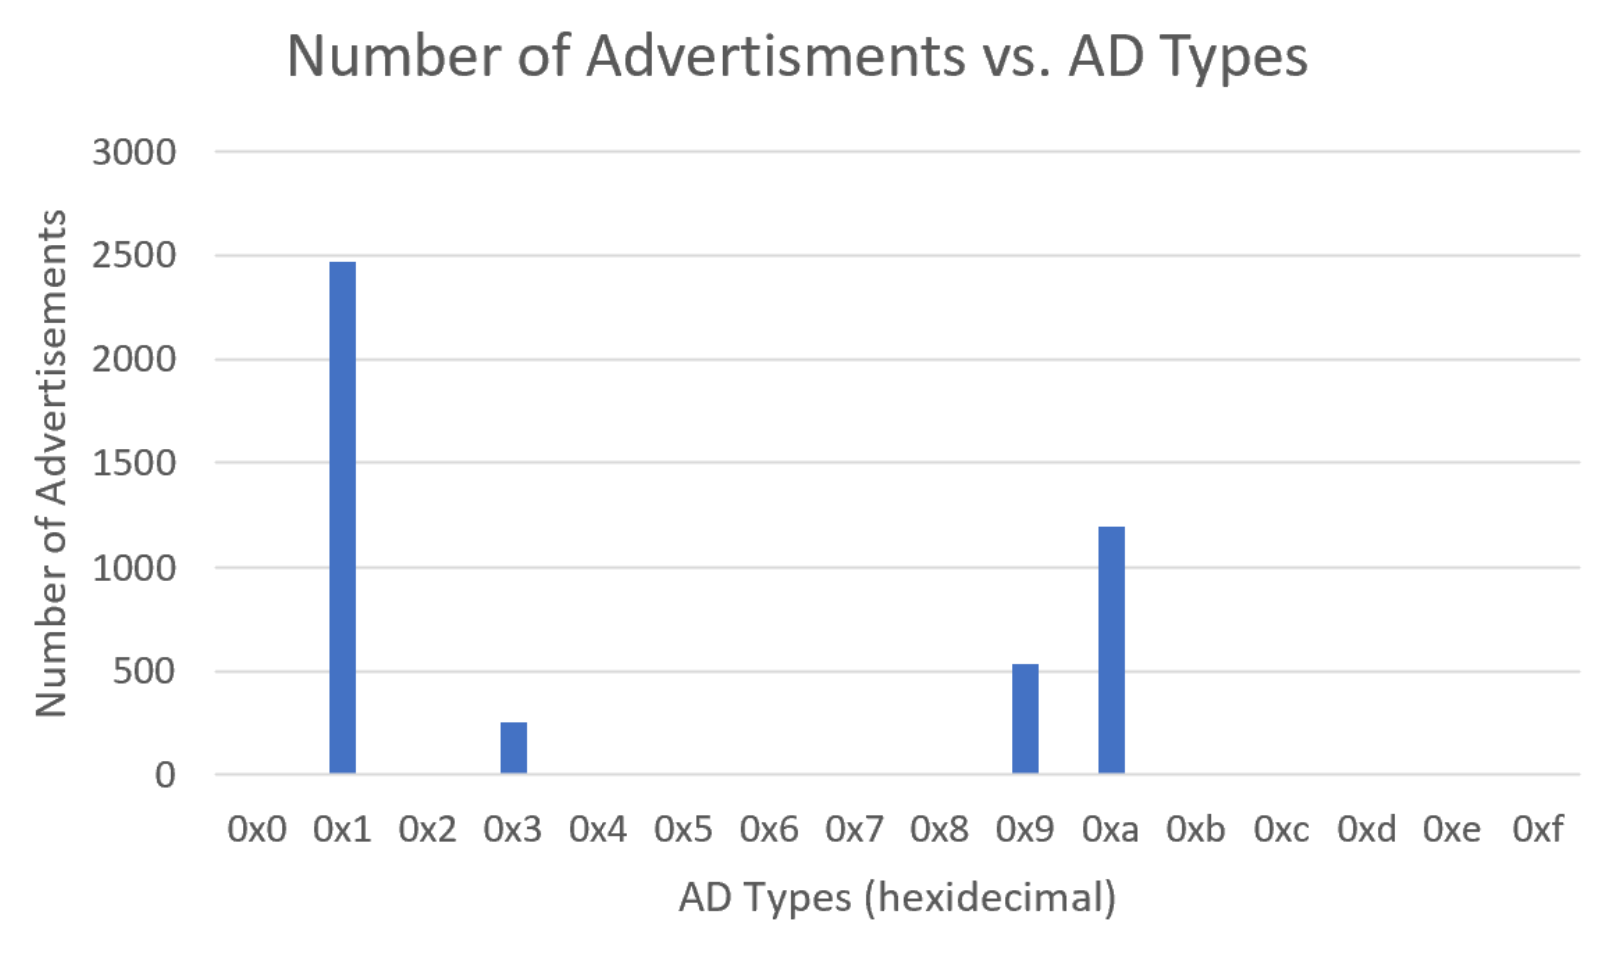 Number of Advertisments vs. AD Types
3000
2500
2000
1500
1000
500
0
Number of Advertisements
0x0 0x1 0x2 0x3 0x4 0x5 0x6 0x7 0x8 0x9 0xa 0xb 0xc 0xd 0xe 0xf
AD Types (hexidecimal)